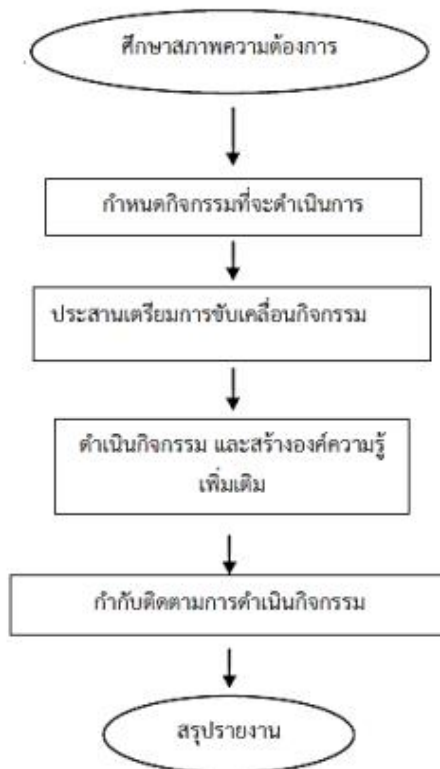 ศึกษาสภาพความต้องการ
กำหนดกิจกรรมที่จะดำเนินการ
ประสานเตรียมการขับเคลื่อนกิจกรรม
ดำเนินกิจกรรม และสร้างองค์ความรู้
เพิ่มเติม
กำกับติดตามการดำเนินกิจกรรม
สรุปรายงาน